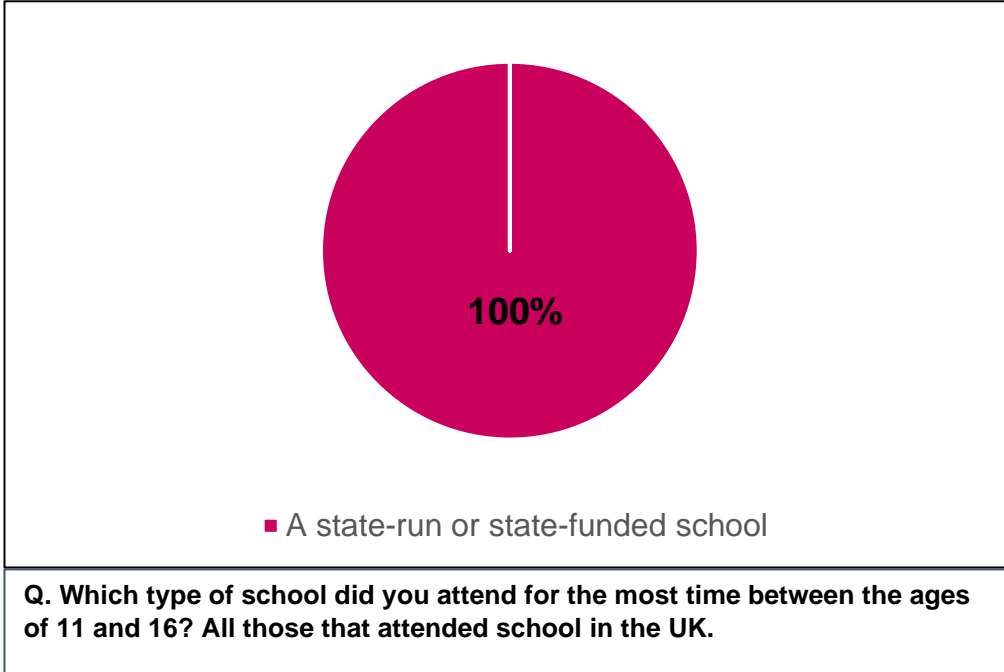 100%
A state-run or state-funded school
Q. Which type of school did you attend for the most time between the ages
of 11 and 16? All those that attended school in the UK.